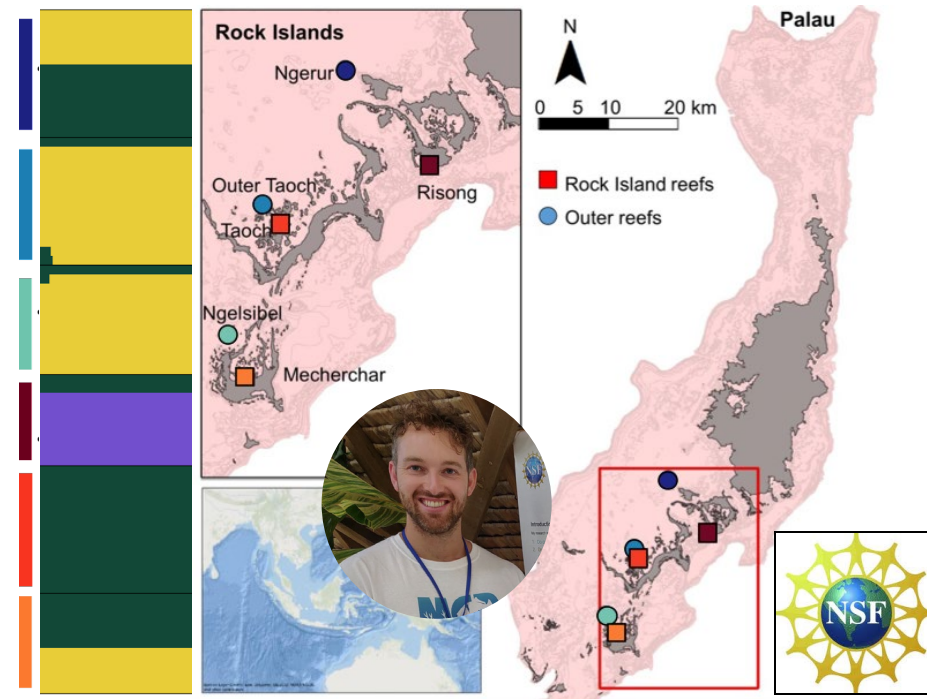 Rock Islands
Ngerur
Outer Taoch
Taoch
Risong
Ngelsibel
Mecherchar
Palau
N
0 5 10 20 km
Rock Island reefs
Outer reefs
NSF
NSF